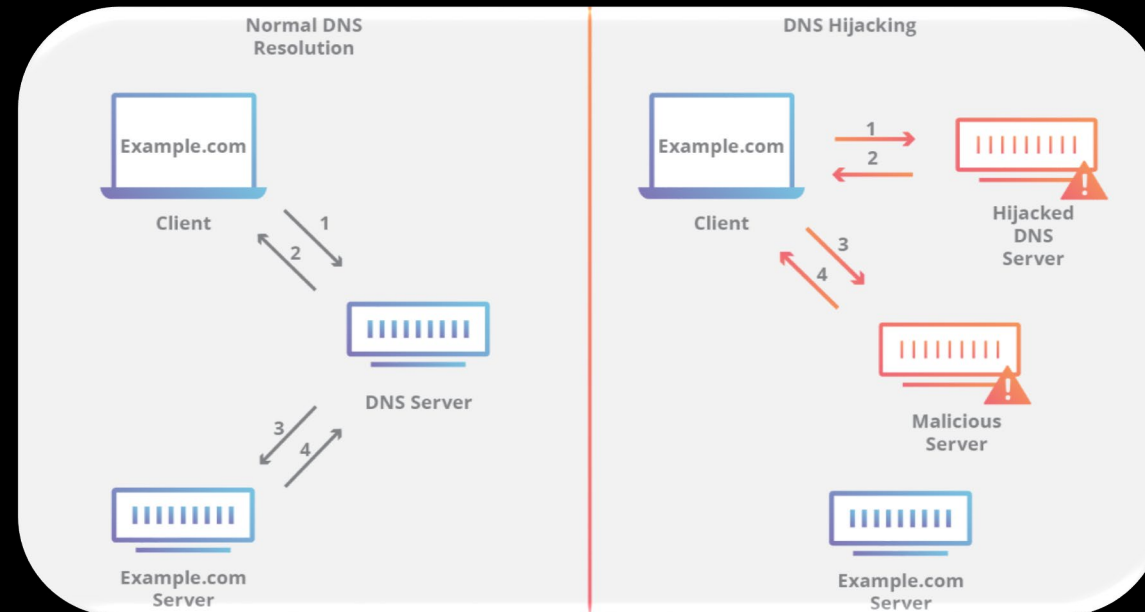 Normal DNS
Resolution
Example.com
Client
1
2
DNS Server
3
4
Example.com
Server
DNS Hijacking
Example.com
Client
1
2
Hijacked
DNS
Server
3
4
Malicious
Server
Example.com
Server